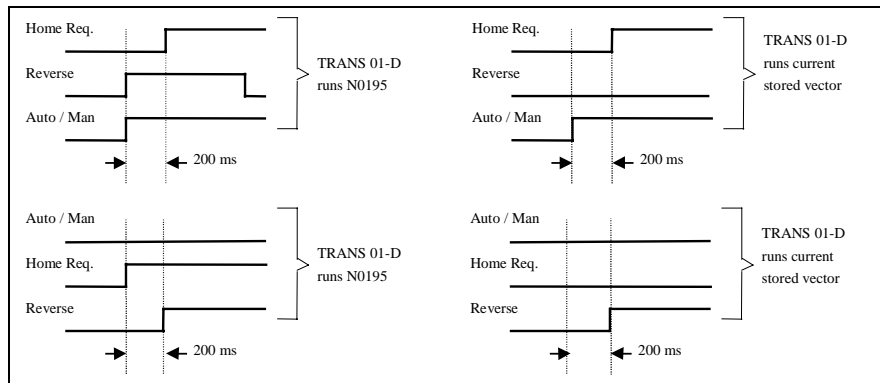 Home Req.
Reverse
Auto / Man
200 ms
TRANS 01-D
runs N0195
Home Req.
Reverse
Auto / Man
200 ms
TRANS 01-D
runs current
stored vector
Auto / Man
Home Req.
Reverse
200 ms
TRANS 01-D
runs N0195
Auto / Man
Home Req.
Reverse
200 ms
TRANS 01-D
runs current
stored vector